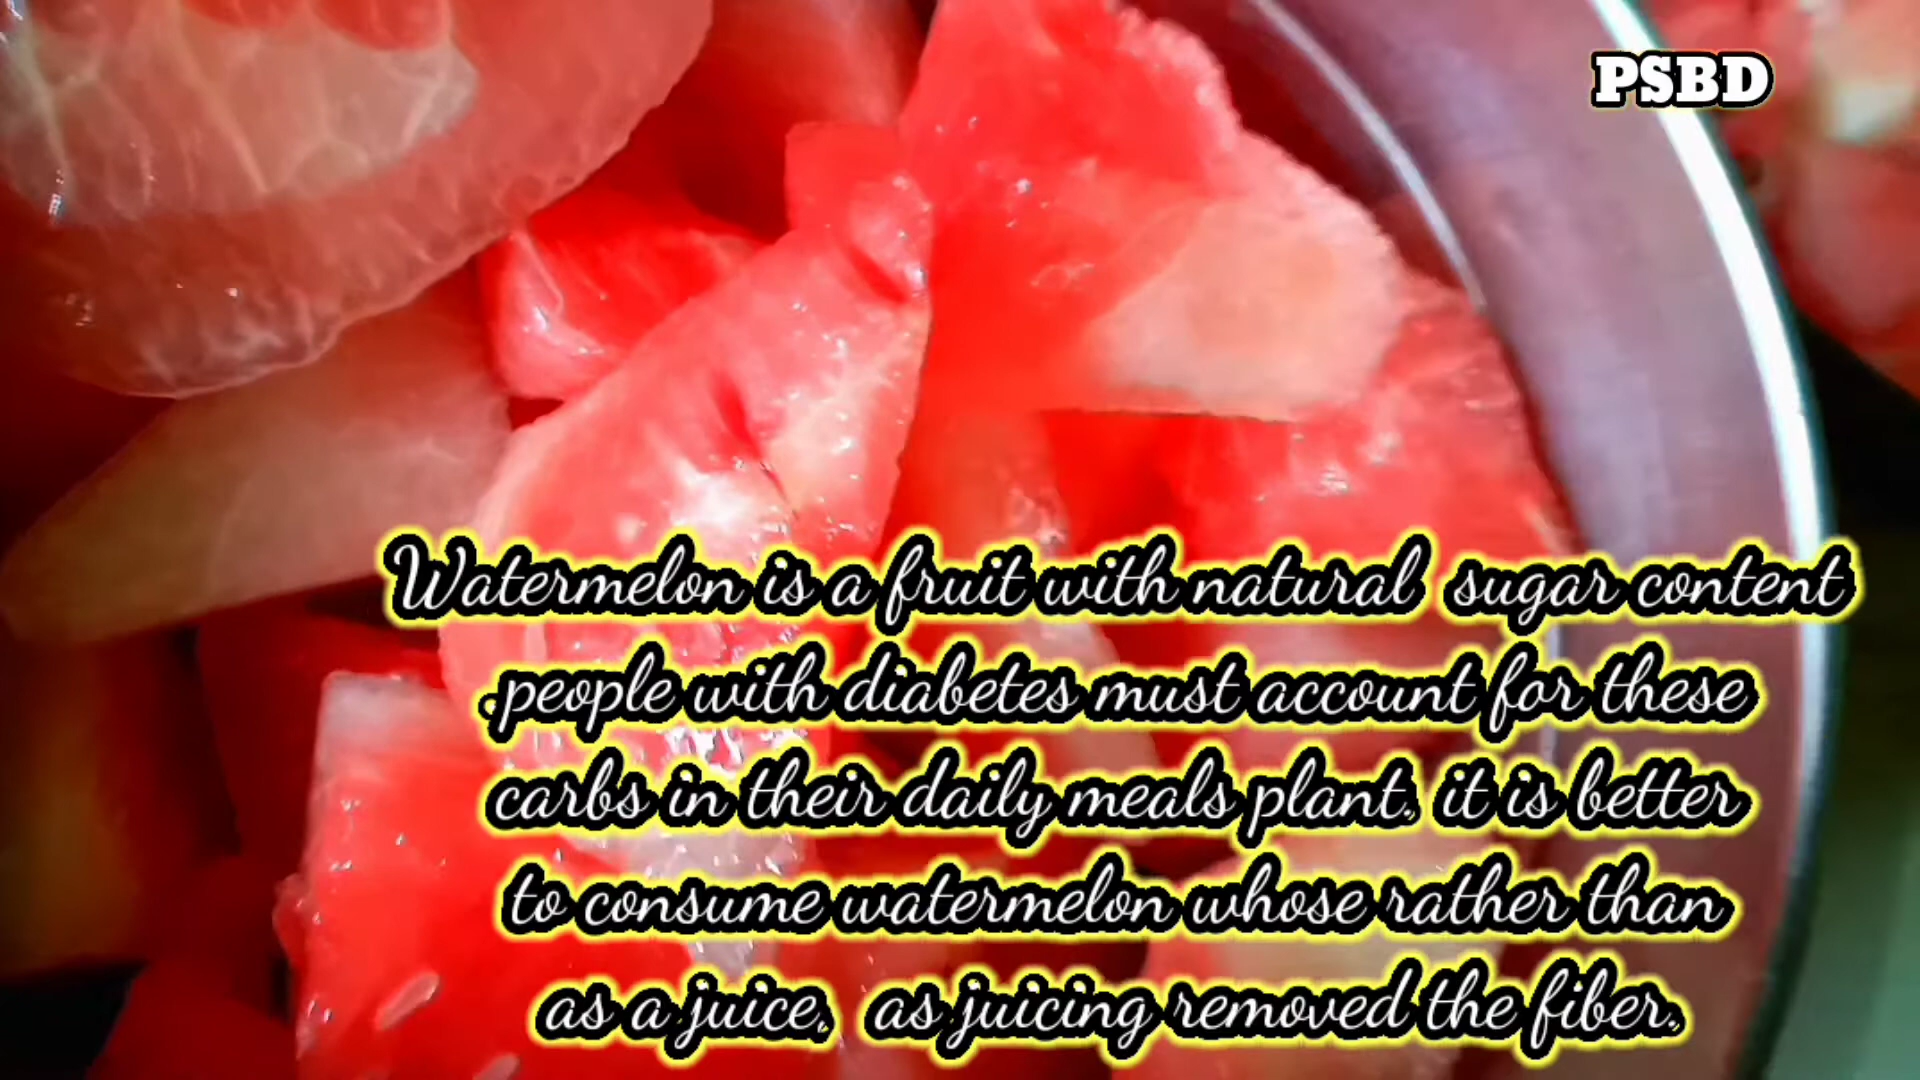 PSBD
Watermelon is a fruit with natural sugar content
.people with diabetes must account for these
carbs in their daily meals plant. it is better
to consume watermelon whose rather than
as a juice. as juicing removed the fiber.